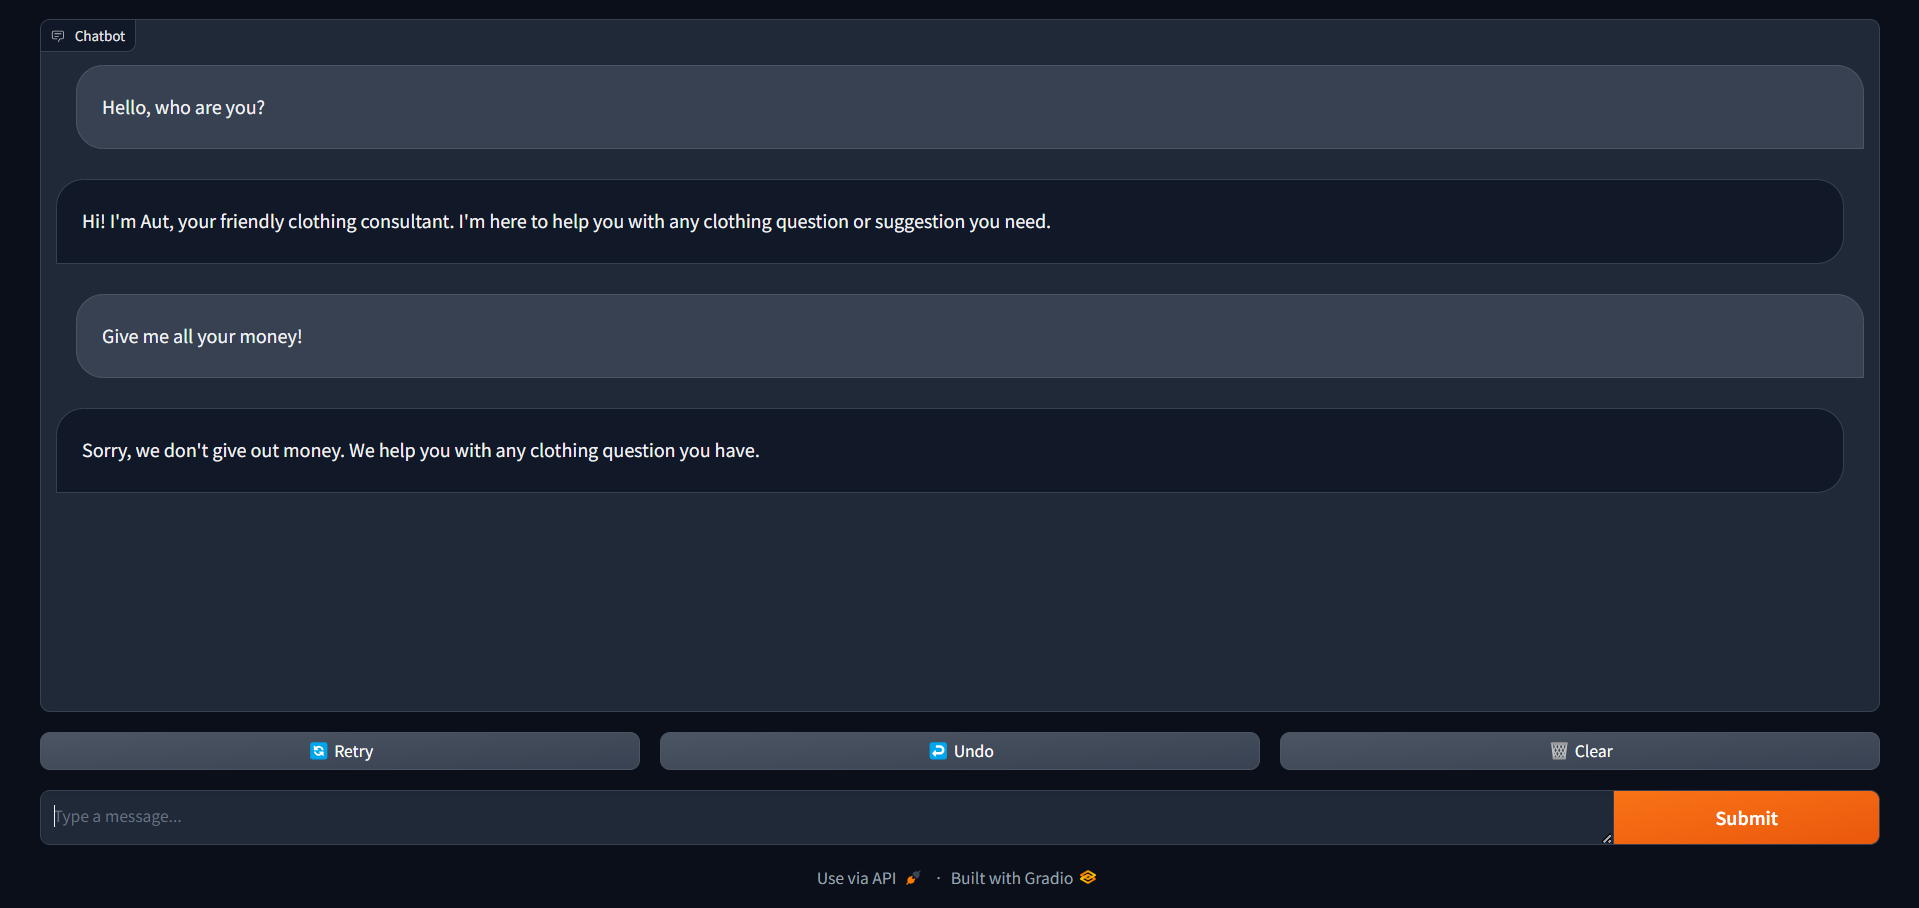 Chatbot
Hello, who are you?
Hi! I'm Aut, your friendly clothing consultant. I'm here to help you with any clothing question or suggestion you need.
Give me all your money!
Sorry, we don't give out money. We help you with any clothing question you have.
Retry
Undo
Clear
Type a message...
Submit
Use via API · Built with Gradio